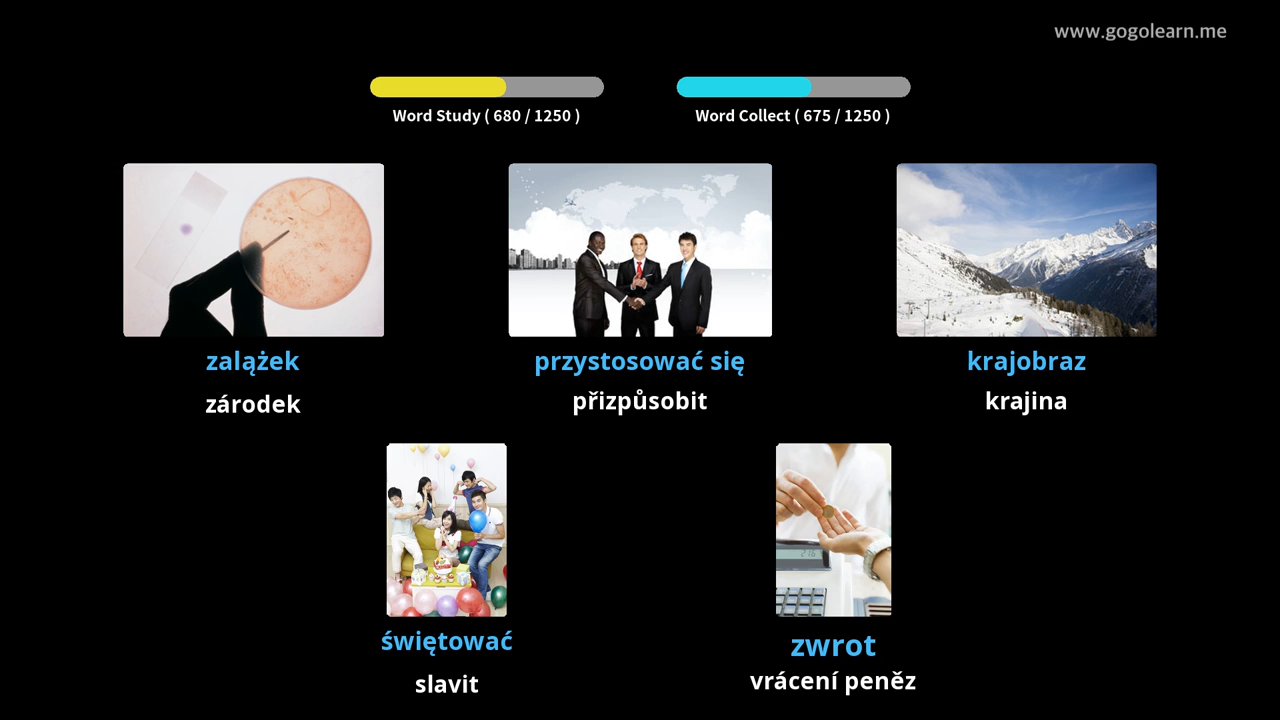 www.gogolearn.me
Word Study ( 680 / 1250 )
Word Collect ( 675 / 1250 )
zalążek
zárodek
przystosować się
přizpůsobit
krajobraz
krajina
świętować
slavit
zwrot
vrácení peněz